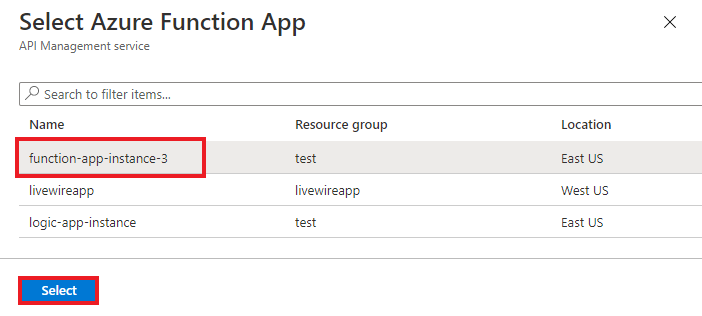 Select Azure Function App
API Management service
Search to filter items...
Name Resource group Location
function-app-instance-3 test East US
livewireapp livewireapp West US
logic-app-instance test East US
Select